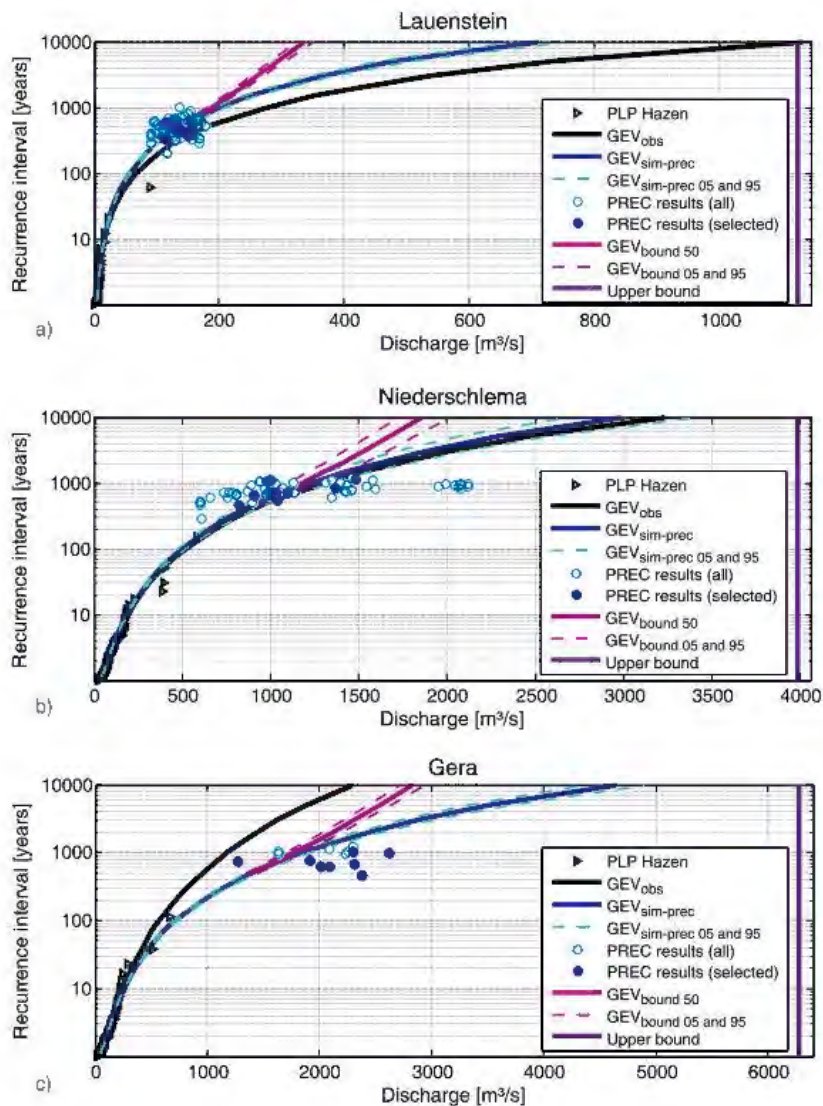 Lauenstein
10000
1000
100
10
Recurrence interval [years]
PLP Hazen
GEVobs
GEVsim-prec
GEVsim-prec 05 and 95
PREC results (all)
PREC results (selected)
GEVbound 50
GEVbound 05 and 95
Upper bound
0 200 400 600 800 1000
a) Discharge [m³/s]
Niederschlema
10000
1000
100
10
Recurrence interval [years]
PLP Hazen
GEVobs
GEVsim-prec
GEVsim-prec 05 and 95
PREC results (all)
PREC results (selected)
GEVbound 50
GEVbound 05 and 95
Upper bound
0 500 1000 1500 2000 2500 3000 3500 4000
b) Discharge [m³/s]
Gera
10000
1000
100
10
Recurrence interval [years]
PLP Hazen
GEVobs
GEVsim-prec
GEVsim-prec 05 and 95
PREC results (all)
PREC results (selected)
GEVbound 50
GEVbound 05 and 95
Upper bound
0 1000 2000 3000 4000 5000 6000
c) Discharge [m³/s]